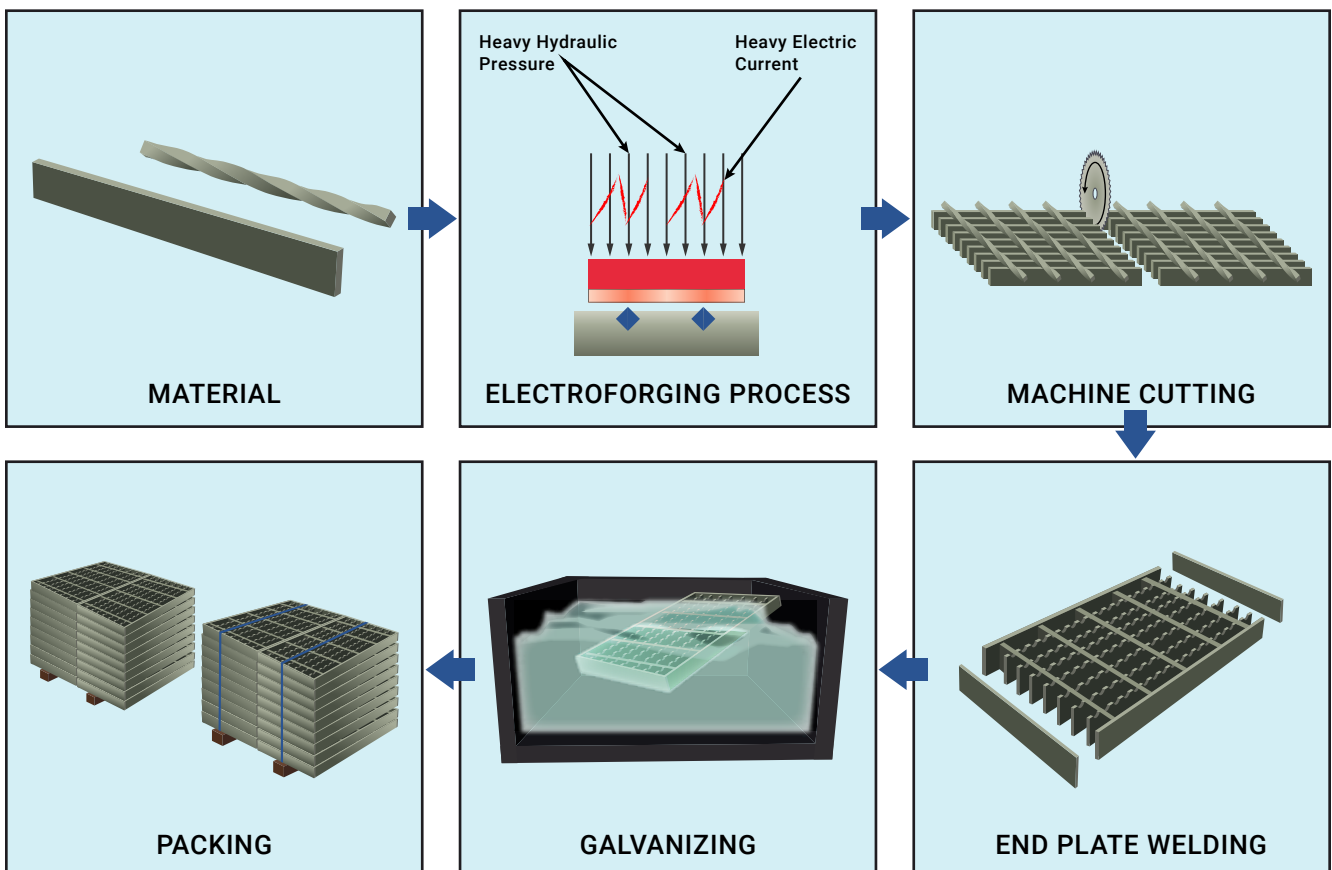 Heavy Hydraulic
Pressure
Heavy Electric
Current
MATERIAL
ELECTROFORGING PROCESS
MACHINE CUTTING
PACKING
GALVANIZING
END PLATE WELDING